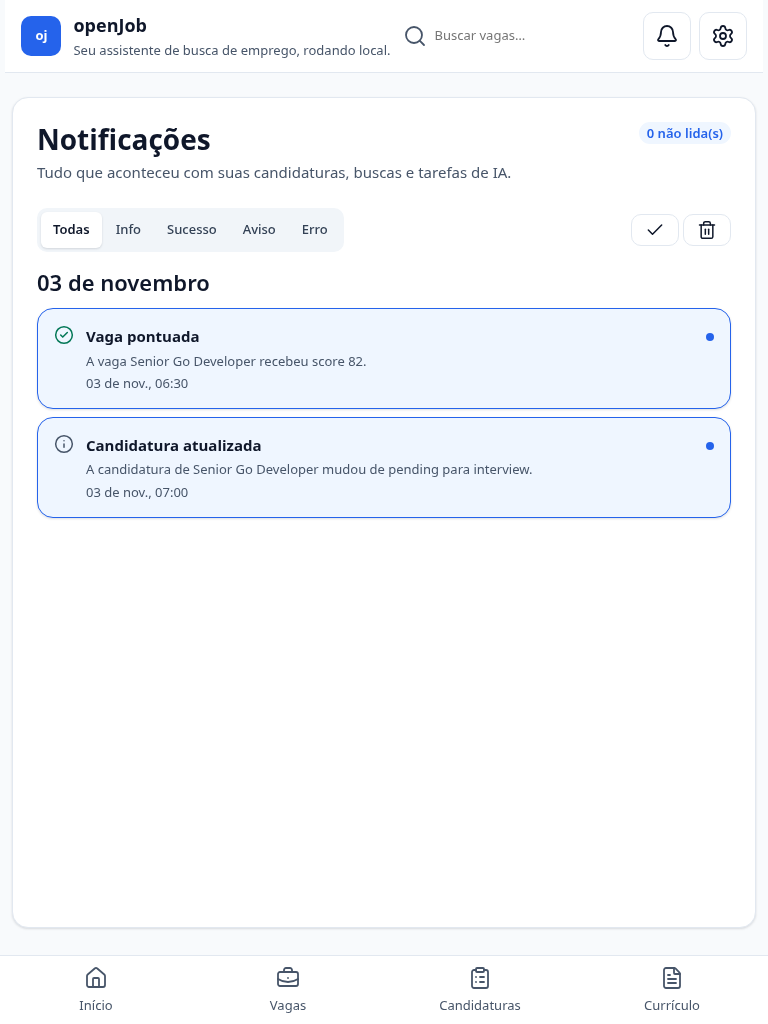 oj
openJob
Seu assistente de busca de emprego, rodando local.
Buscar vagas...
Notificações
0 não lida(s)
Tudo que aconteceu com suas candidaturas, buscas e tarefas de IA.
Todas Info Sucesso Aviso Erro
03 de novembro
Vaga pontuada
A vaga Senior Go Developer recebeu score 82.
03 de nov., 06:30
Candidatura atualizada
A candidatura de Senior Go Developer mudou de pending para interview.
03 de nov., 07:00
Início Vagas Candidaturas Currículo